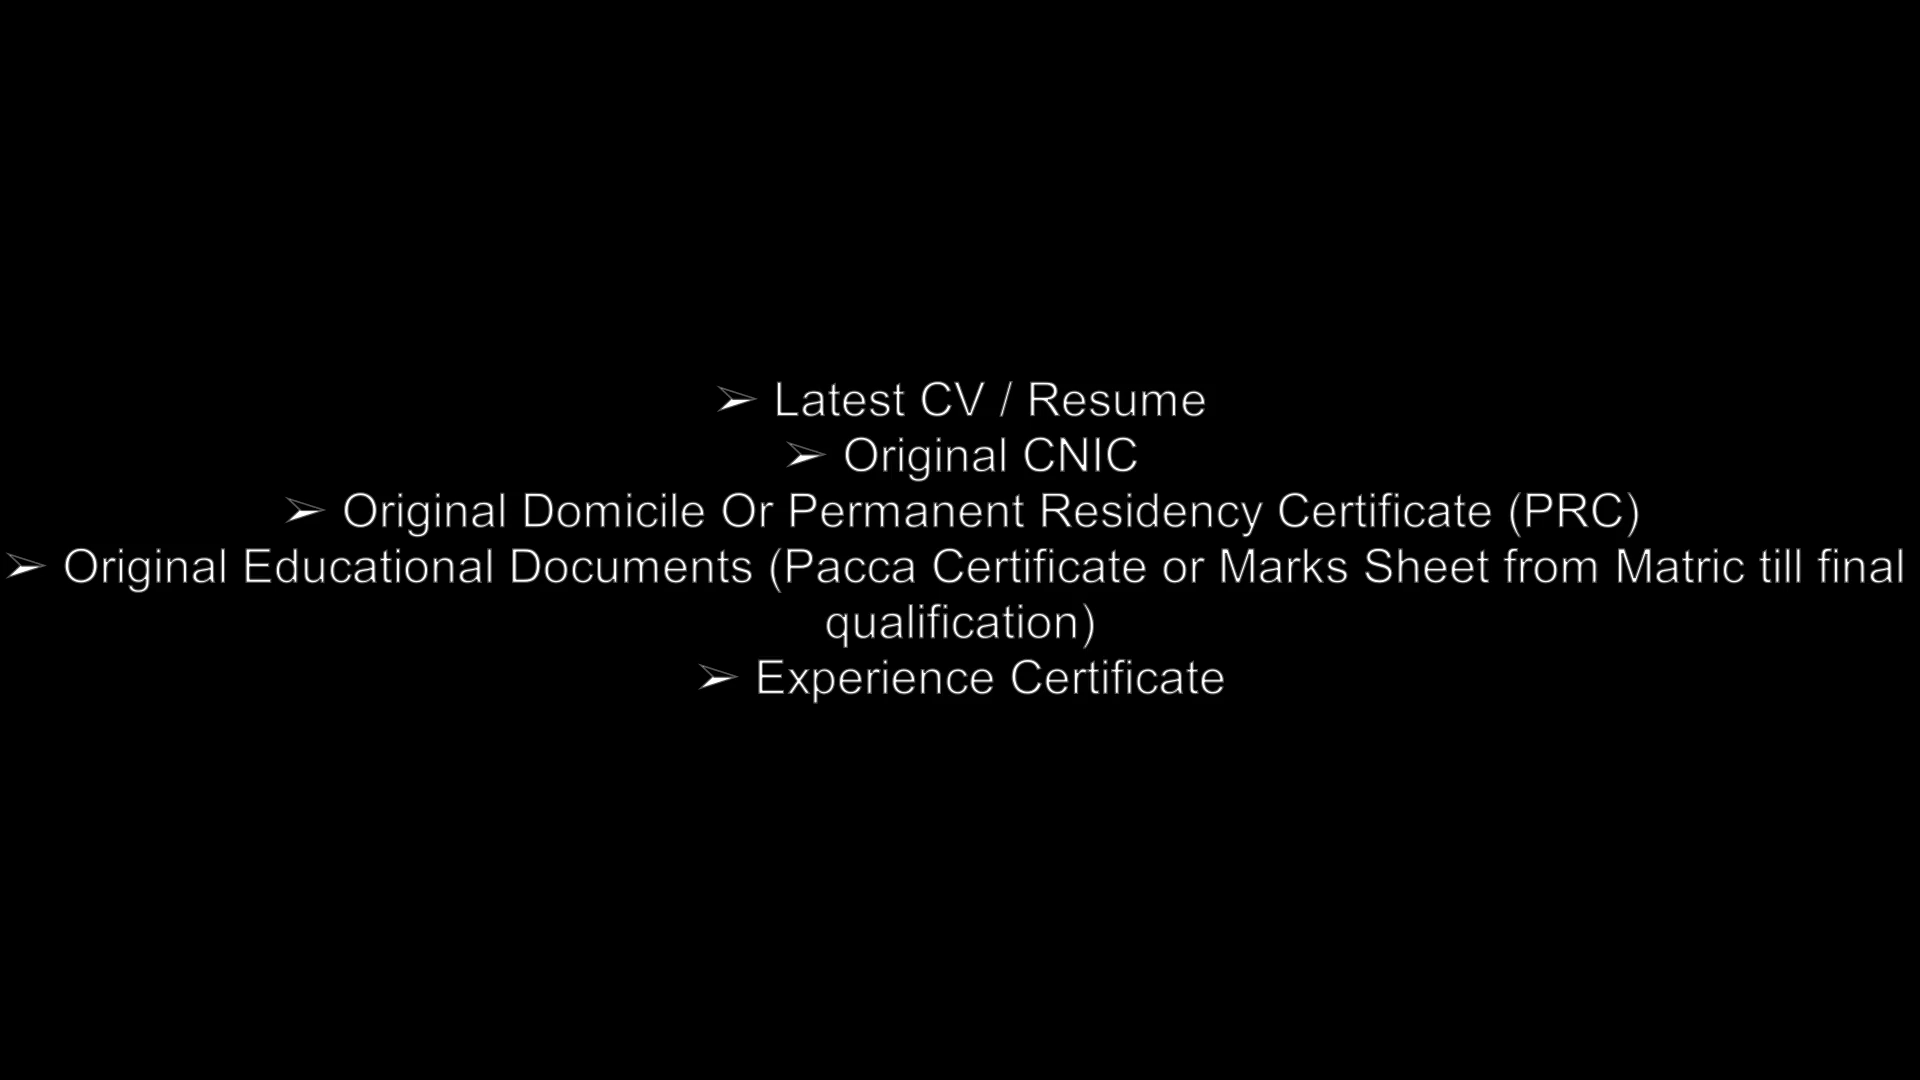 ➢ Latest CV / Resume
➢ Original CNIC
➢ Original Domicile Or Permanent Residency Certificate (PRC)
➢ Original Educational Documents (Pacca Certificate or Marks Sheet from Matric till final
qualification)
➢ Experience Certificate